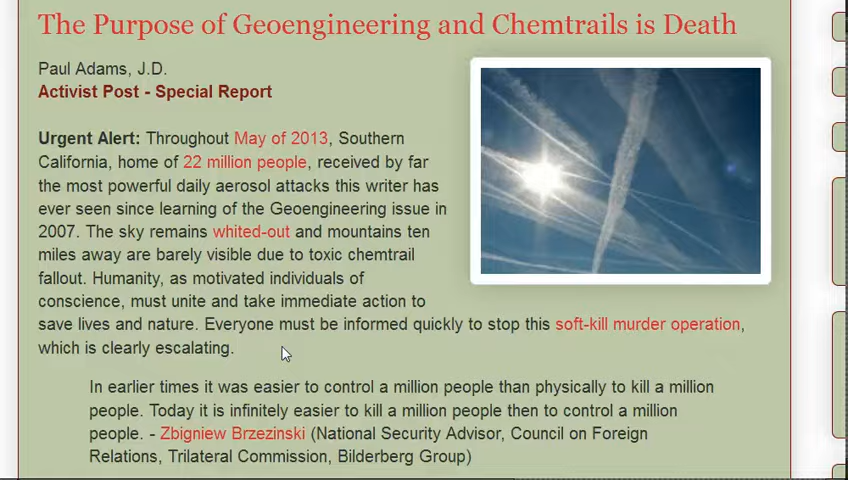 The Purpose of Geoengineering and Chemtrails is Death
Paul Adams, J.D.
Activist Post - Special Report
Urgent Alert: Throughout May of 2013, Southern
California, home of 22 million people, received by far
the most powerful daily aerosol attacks this writer has
ever seen since learning of the Geoengineering issue in
2007. The sky remains whited-out and mountains ten
miles away are barely visible due to toxic chemtrail
fallout. Humanity, as motivated individuals of
conscience, must unite and take immediate action to
save lives and nature. Everyone must be informed quickly to stop this soft-kill murder operation,
which is clearly escalating.
In earlier times it was easier to control a million people than physically to kill a million
people. Today it is infinitely easier to kill a million people then to control a million
people. - Zbigniew Brzezinski (National Security Advisor, Council on Foreign
Relations, Trilateral Commission, Bilderberg Group)